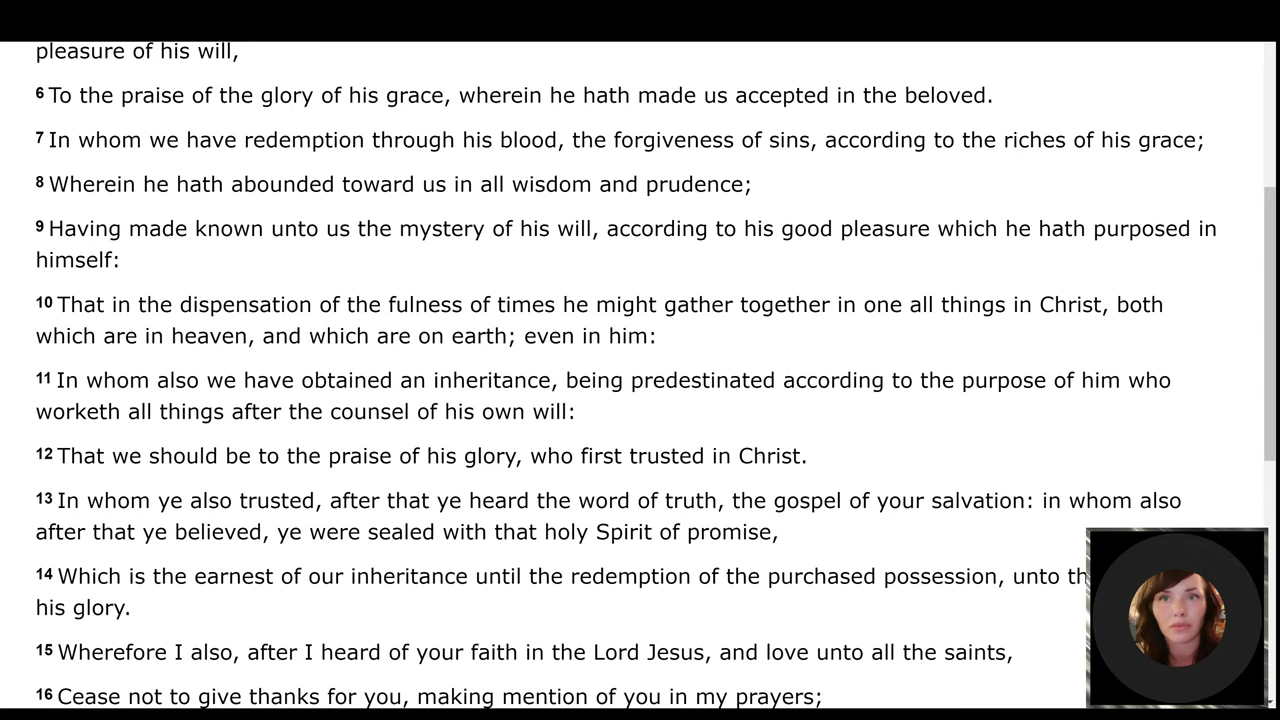 pleasure of his will,
6 To the praise of the glory of his grace, wherein he hath made us accepted in the beloved.
7 In whom we have redemption through his blood, the forgiveness of sins, according to the riches of his grace;
8 Wherein he hath abounded toward us in all wisdom and prudence;
9 Having made known unto us the mystery of his will, according to his good pleasure which he hath purposed in
himself:
10 That in the dispensation of the fulness of times he might gather together in one all things in Christ, both
which are in heaven, and which are on earth; even in him:
11 In whom also we have obtained an inheritance, being predestinated according to the purpose of him who
worketh all things after the counsel of his own will:
12 That we should be to the praise of his glory, who first trusted in Christ.
13 In whom ye also trusted, after that ye heard the word of truth, the gospel of your salvation: in whom also
after that ye believed, ye were sealed with that holy Spirit of promise,
14 Which is the earnest of our inheritance until the redemption of the purchased possession, unto
his glory.
15 Wherefore I also, after I heard of your faith in the Lord Jesus, and love unto all the saints,
16 Cease not to give thanks for you, making mention of you in my prayers;